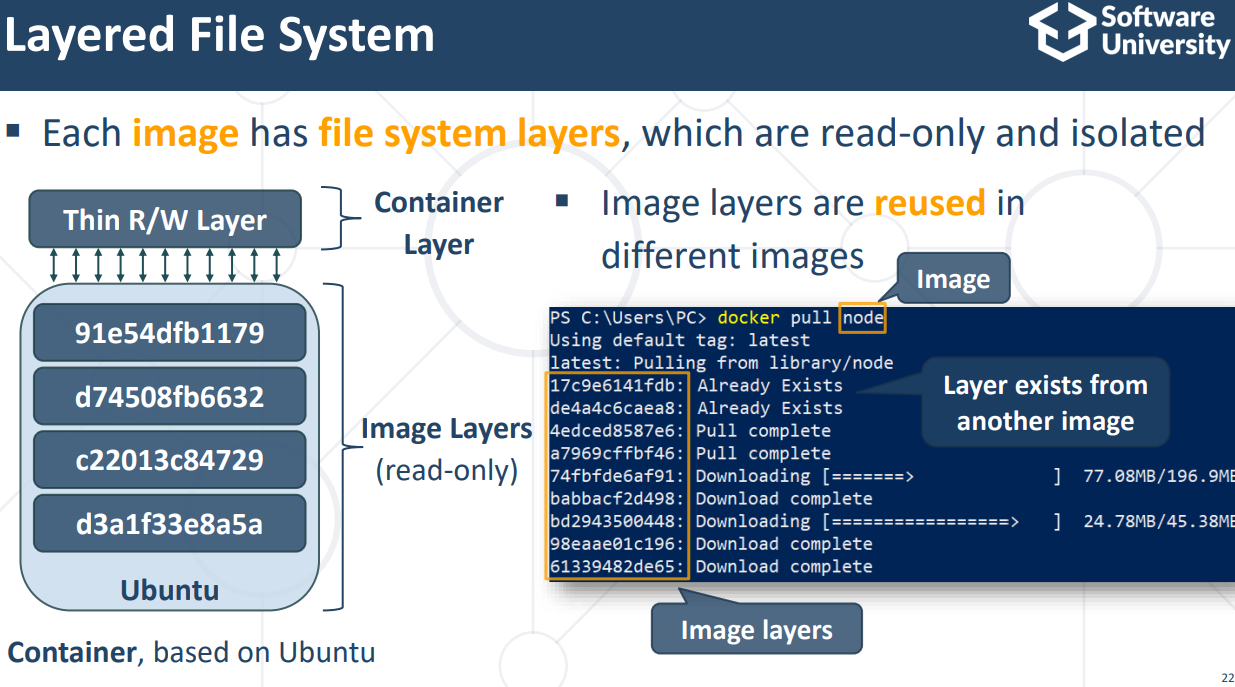 Layered File System
Software
University
▪ Each image has file system layers, which are read-only and isolated
Thin R/W Layer
Container
Layer
91e54dfb1179
d74508fb6632
c22013c84729
d3a1f33e8a5a
Ubuntu
Image Layers
(read-only)
Container, based on Ubuntu
▪ Image layers are reused in
different images
Image
PS C:\Users\PC> docker pull node
Using default tag: latest
latest: Pulling from library/node
17c9e6141fdb: Already Exists
de4a4c6caea8: Already Exists
4edced8587e6: Pull complete
a7969cffbf46: Pull complete
74fbfde6af91: Downloading [=======>          ] 77.08MB/196.9MB
babbacf2d498: Download complete
bd2943500448: Downloading [=================>   ] 24.78MB/45.38MB
98eaae01c196: Download complete
61339482de65: Download complete
Layer exists from
another image
Image layers
22